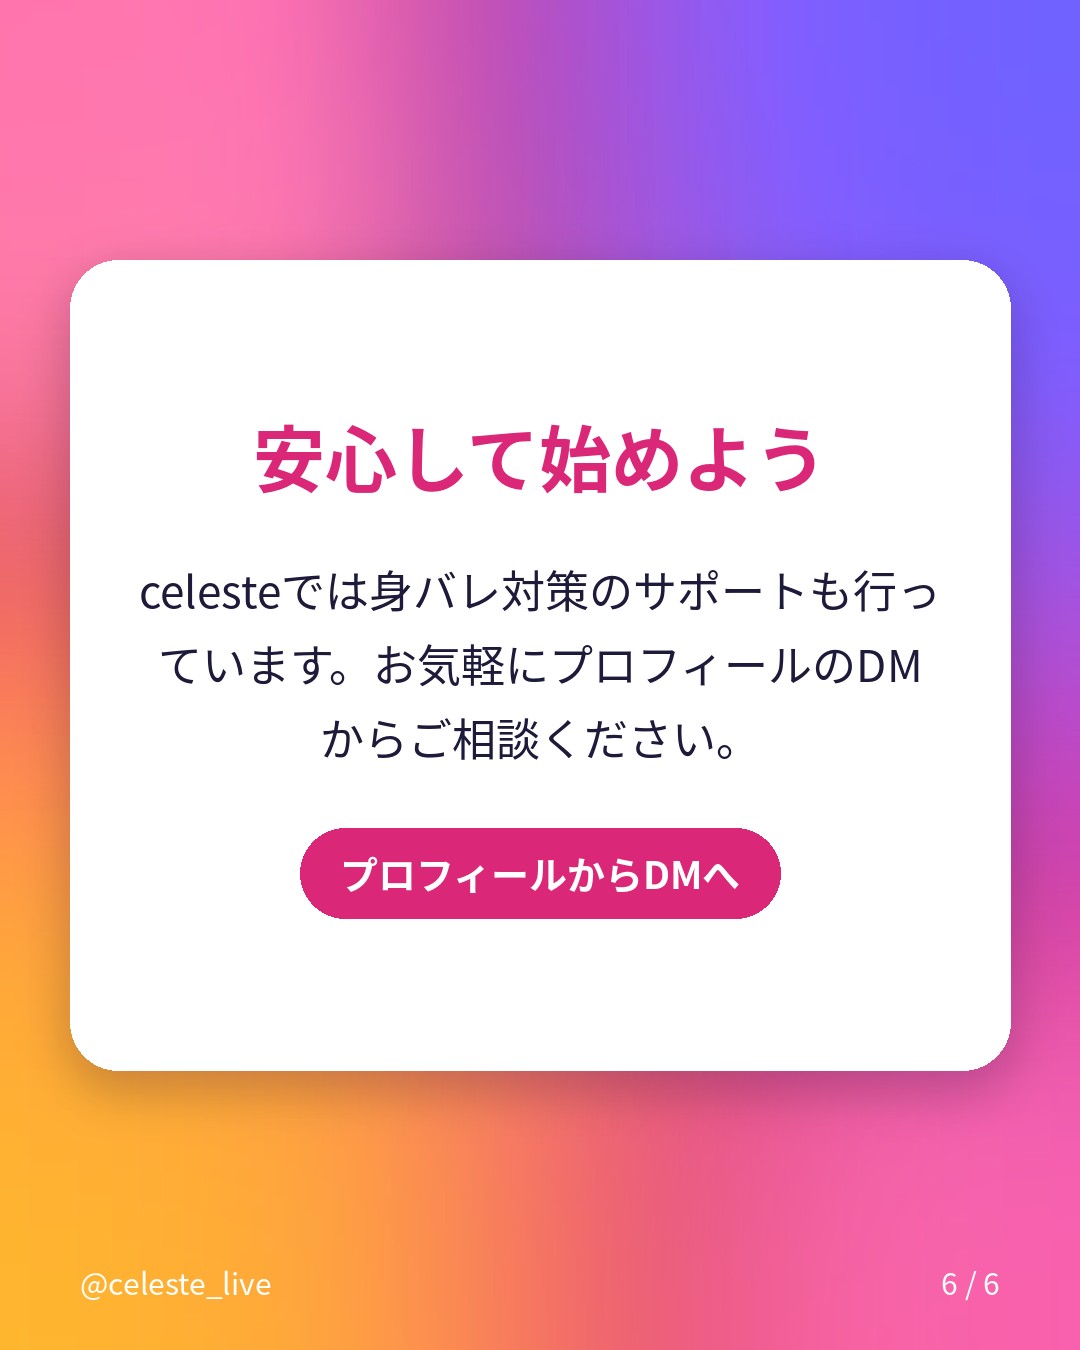 安心して始めよう
celesteでは身バレ対策のサポートも行っ
ています。お気軽にプロフィールのDM
からご相談ください。
プロフィールからDMへ
@celeste_live
6 / 6